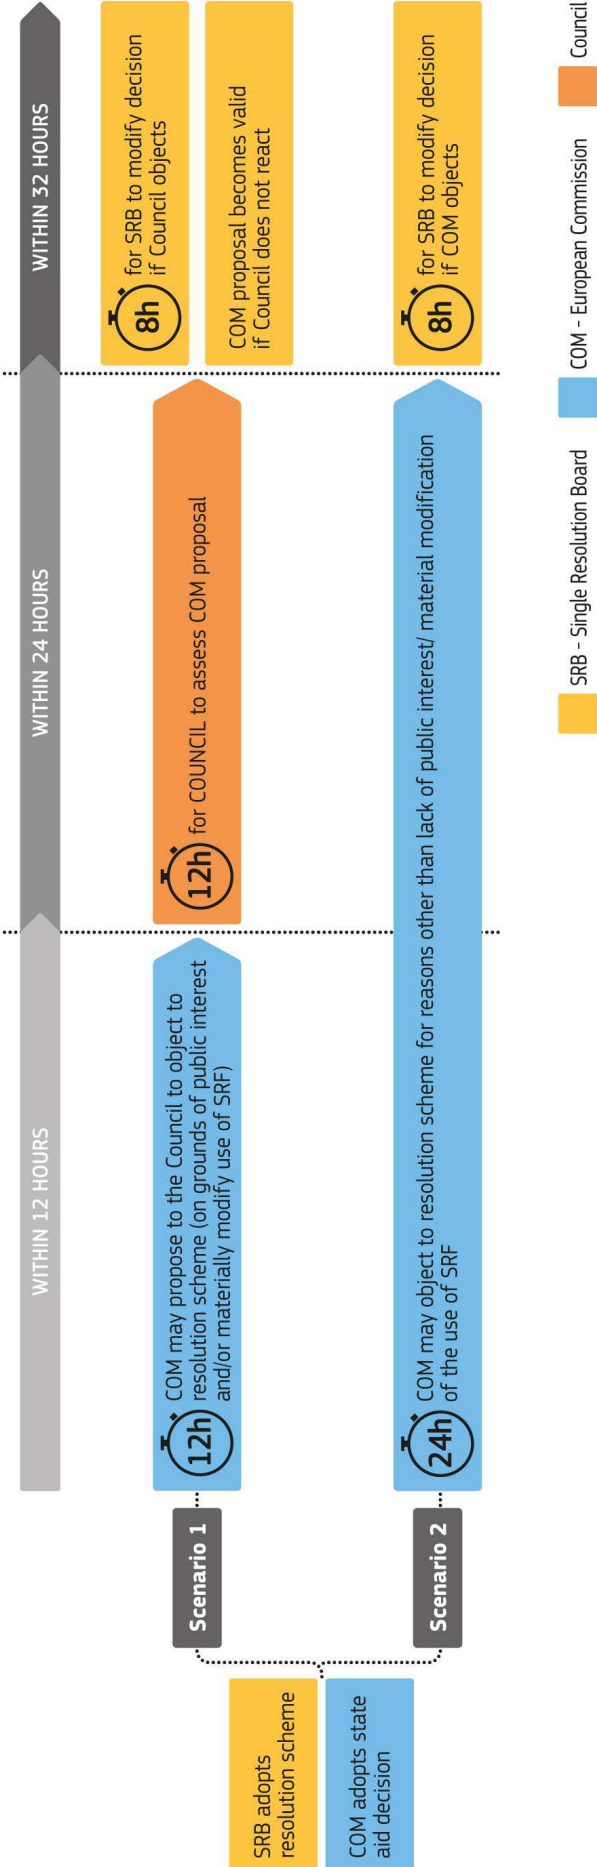 WITHIN 12 HOURS
WITHIN 24 HOURS
WITHIN 32 HOURS
SRB adopts
resolution scheme
COM adopts state
aid decision
Scenario 1
12h
COM may propose to the Council to object to
resolution scheme (on grounds of public interest
and/or materially modify use of SRF)
12h
for COUNCIL to assess COM proposal
8h
for SRB to modify decision
if Council objects
COM proposal becomes valid
if Council does not react
Scenario 2
24h
COM may object to resolution scheme for reasons other than lack of public interest/ material modification
of the use of SRF
8h
for SRB to modify decision
if COM objects
SRB - Single Resolution Board
COM - European Commission
Council